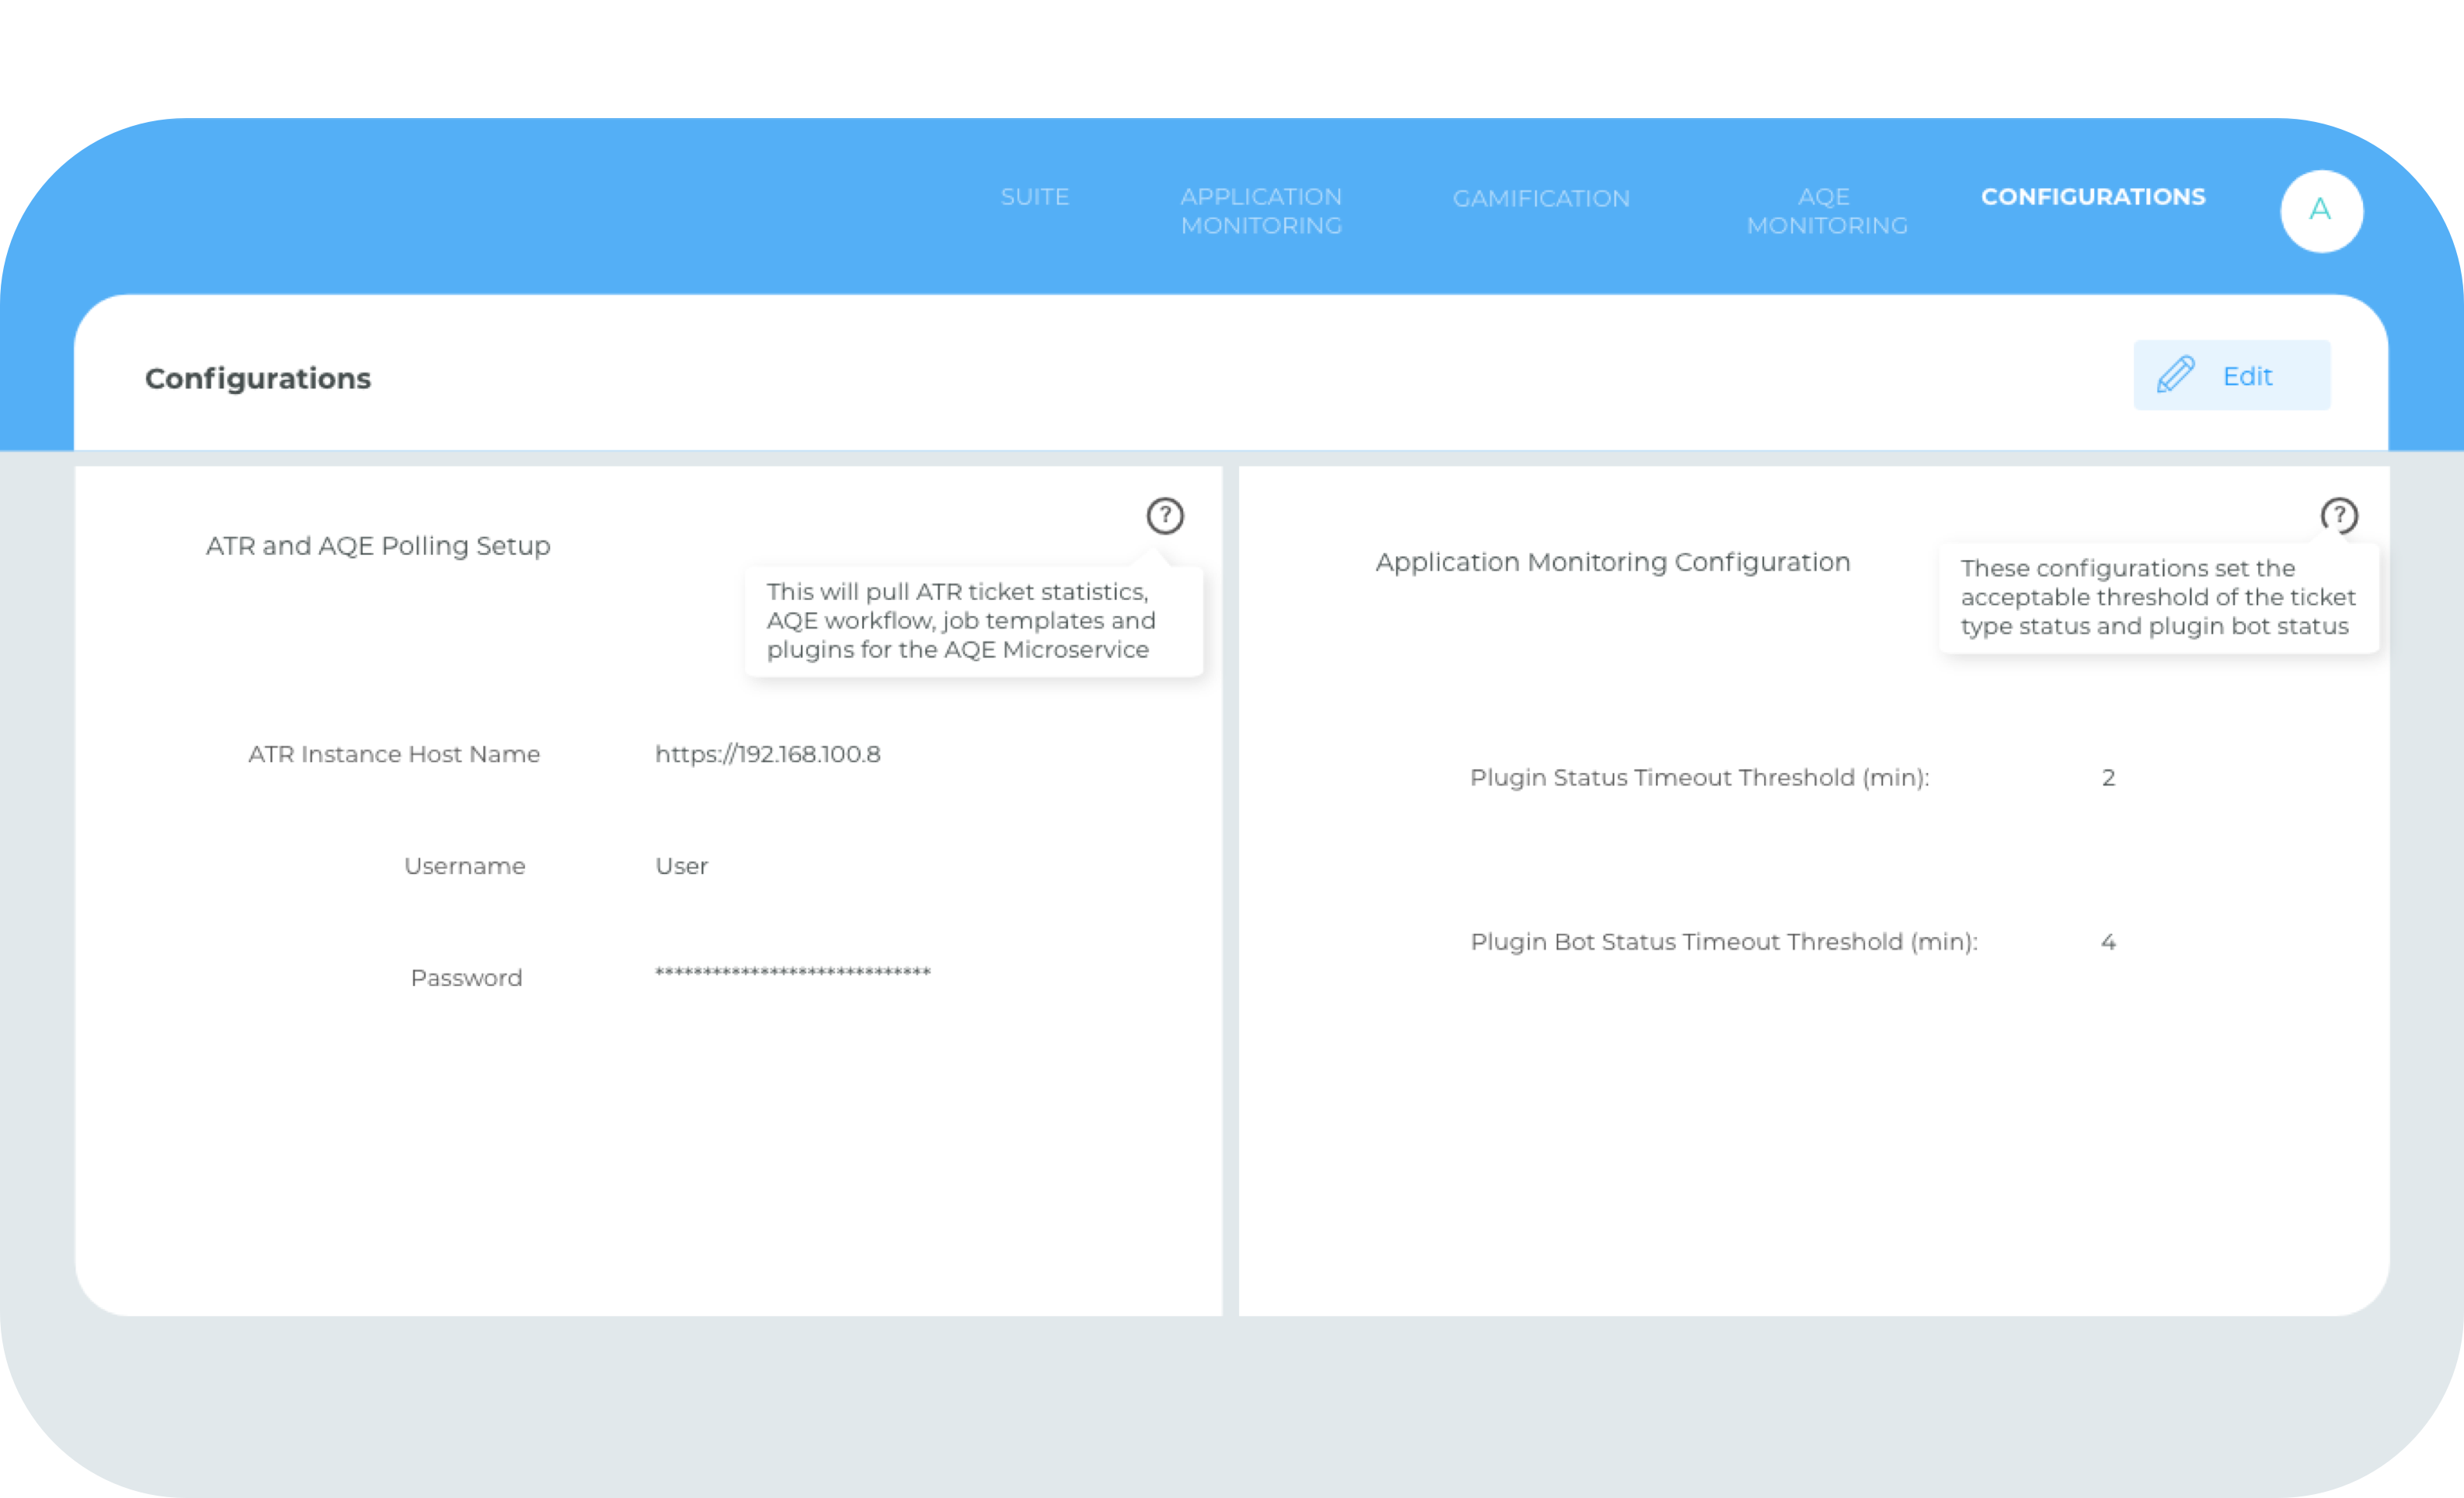 SUITE
APPLICATION
MONITORING
GAMIFICATION
AQE
MONITORING
CONFIGURATIONS
A
Configurations
Edit
?
ATR and AQE Polling Setup
This will pull ATR ticket statistics,
AQE workflow, job templates and
plugins for the AQE Microservice
ATR Instance Host Name
https://192.168.100.8
Username
User
Password
*****************************
?
Application Monitoring Configuration
These configurations set the
acceptable threshold of the ticket
type status and plugin bot status
Plugin Status Timeout Threshold (min):
2
Plugin Bot Status Timeout Threshold (min):
4